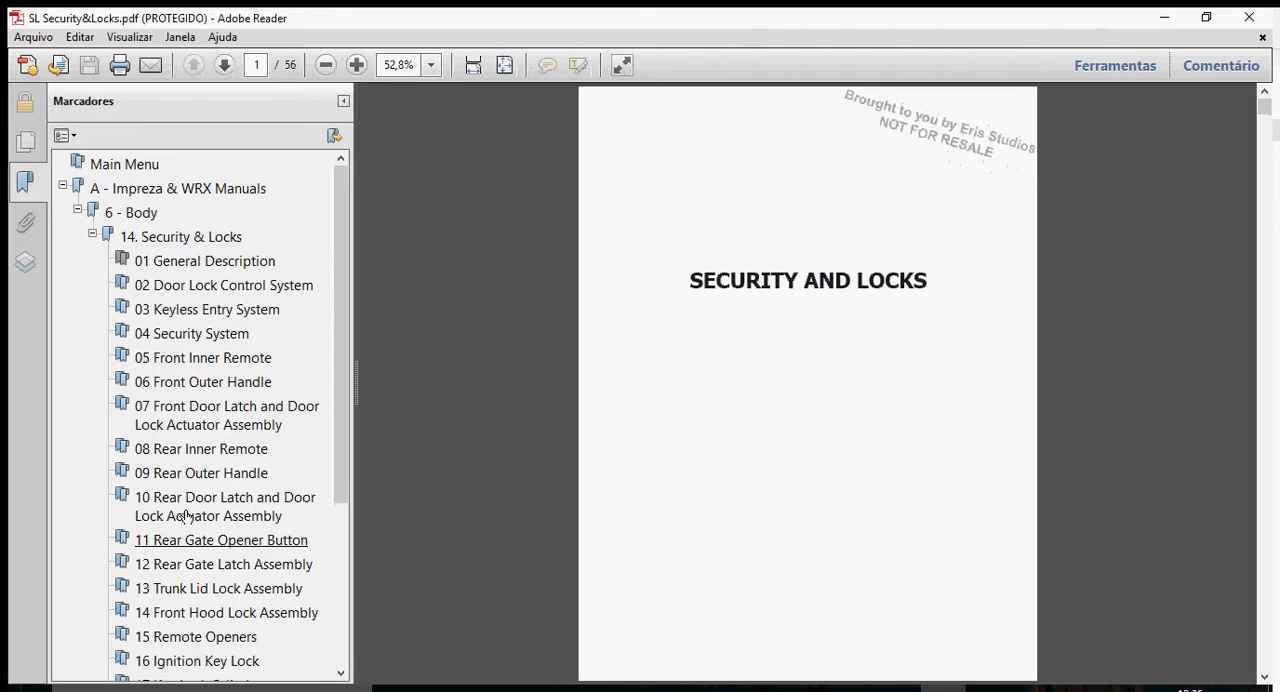 SL Security&Locks.pdf (PROTEGIDO) - Adobe Reader
Arquivo Editar Visualizar Janela Ajuda
1 / 56 52,8% Ferramentas Comentário
Marcadores
Main Menu
A - Impreza & WRX Manuals
6 - Body
14. Security & Locks
01 General Description
02 Door Lock Control System
03 Keyless Entry System
04 Security System
05 Front Inner Remote
06 Front Outer Handle
07 Front Door Latch and Door
Lock Actuator Assembly
08 Rear Inner Remote
09 Rear Outer Handle
10 Rear Door Latch and Door
Lock Actuator Assembly
11 Rear Gate Opener Button
12 Rear Gate Latch Assembly
13 Trunk Lid Lock Assembly
14 Front Hood Lock Assembly
15 Remote Openers
16 Ignition Key Lock
Brought to you by Eris Studios
NOT FOR RESALE
SECURITY AND LOCKS